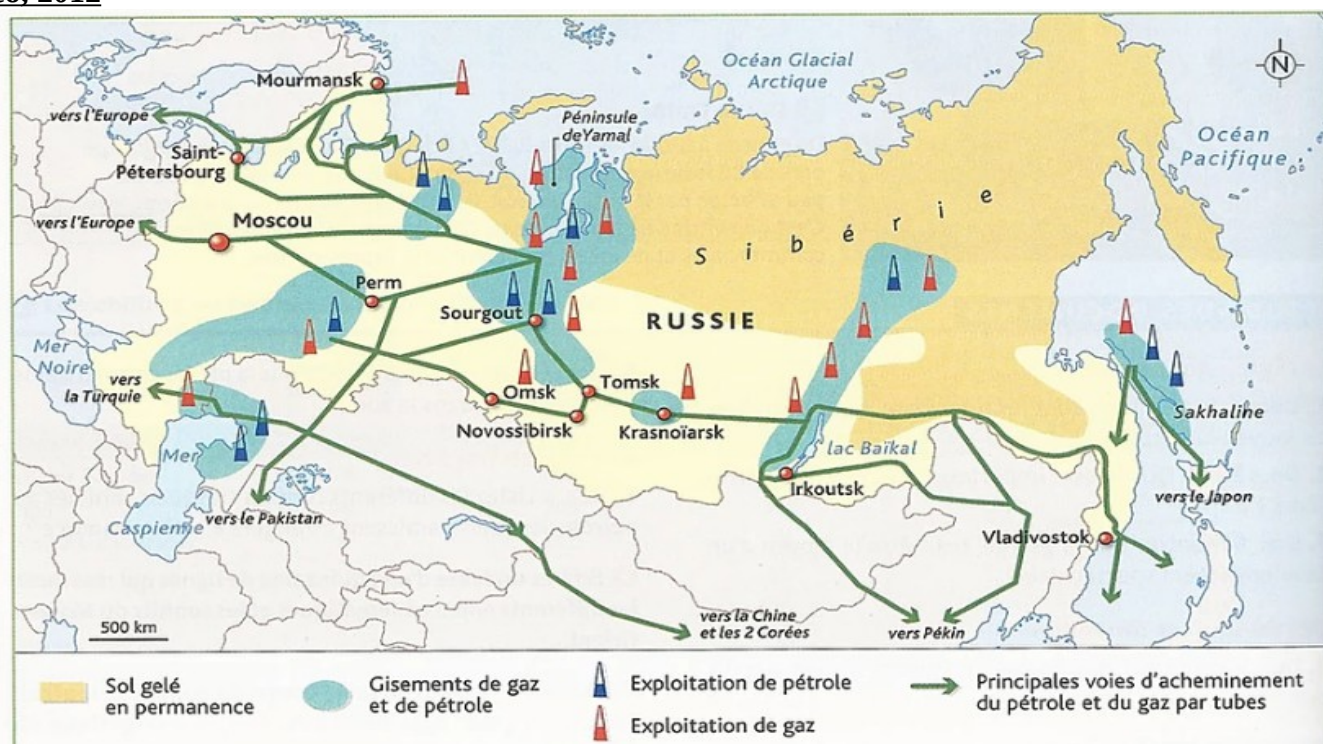 2012
Mourmansk
Océan Glacial
Arctique
N
vers l'Europe
Péninsule
de Yamal
Océan
Pacifique
Saint-
Pétersbourg
vers l'Europe
Moscou
Sibérie
Perm
Sourgout
RUSSIE
Mer
Noire
vers
la Turquie
Omsk
Tomsk
Novossibirsk
Krasnoïarsk
Sakhaline
lac Baïkal
Mer
Caspienne
Irkoutsk
vers le Japon
vers le Pakistan
Vladivostok
500 km
vers la Chine
et les 2 Corées
vers Pékin
Sol gelé
en permanence
Gisements de gaz
et de pétrole
Exploitation de pétrole
Exploitation de gaz
Principales voies d'acheminement
du pétrole et du gaz par tubes